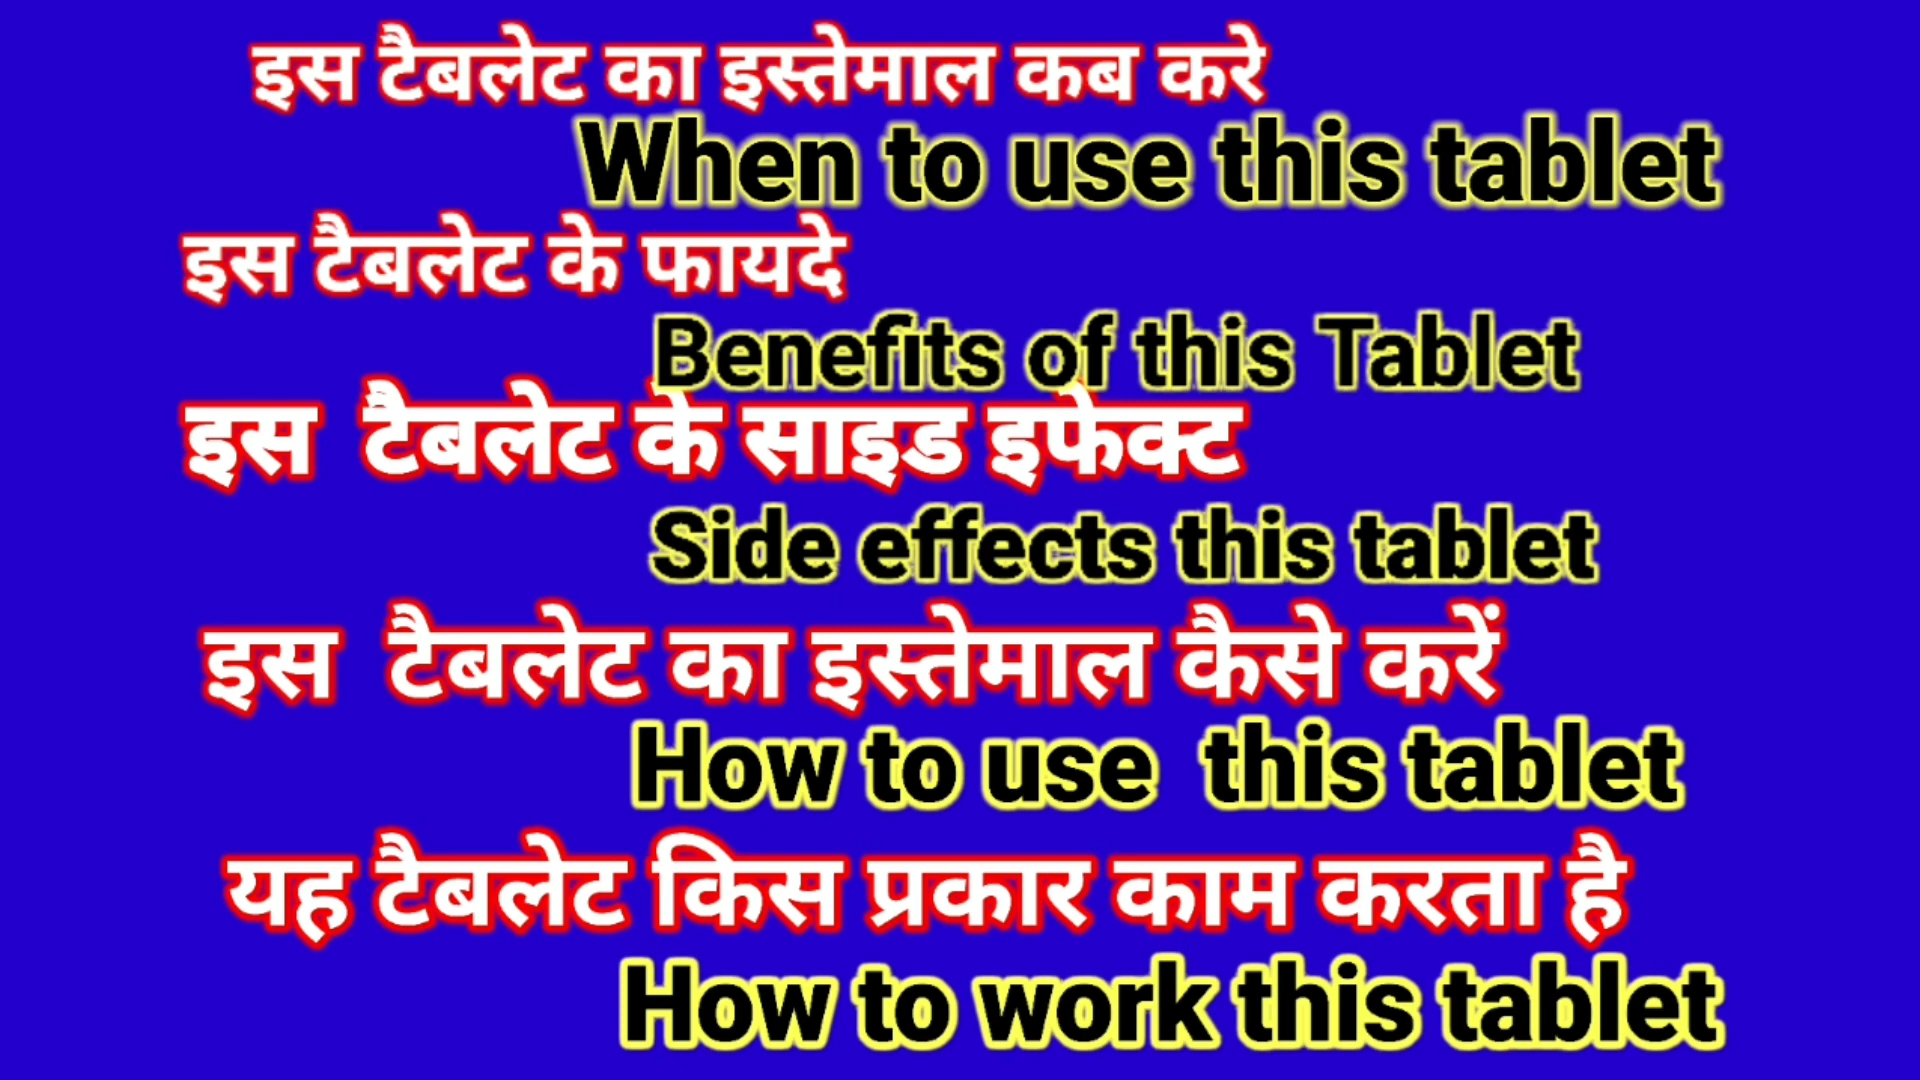 इस टैबलेट का इस्तेमाल कब करे
When to use this tablet
इस टैबलेट के फायदे
Benefits of this Tablet
इस टैबलेट के साइड इफेक्ट
Side effects this tablet
इस टैबलेट का इस्तेमाल कैसे करें
How to use this tablet
यह टैबलेट किस प्रकार काम करता है
How to work this tablet